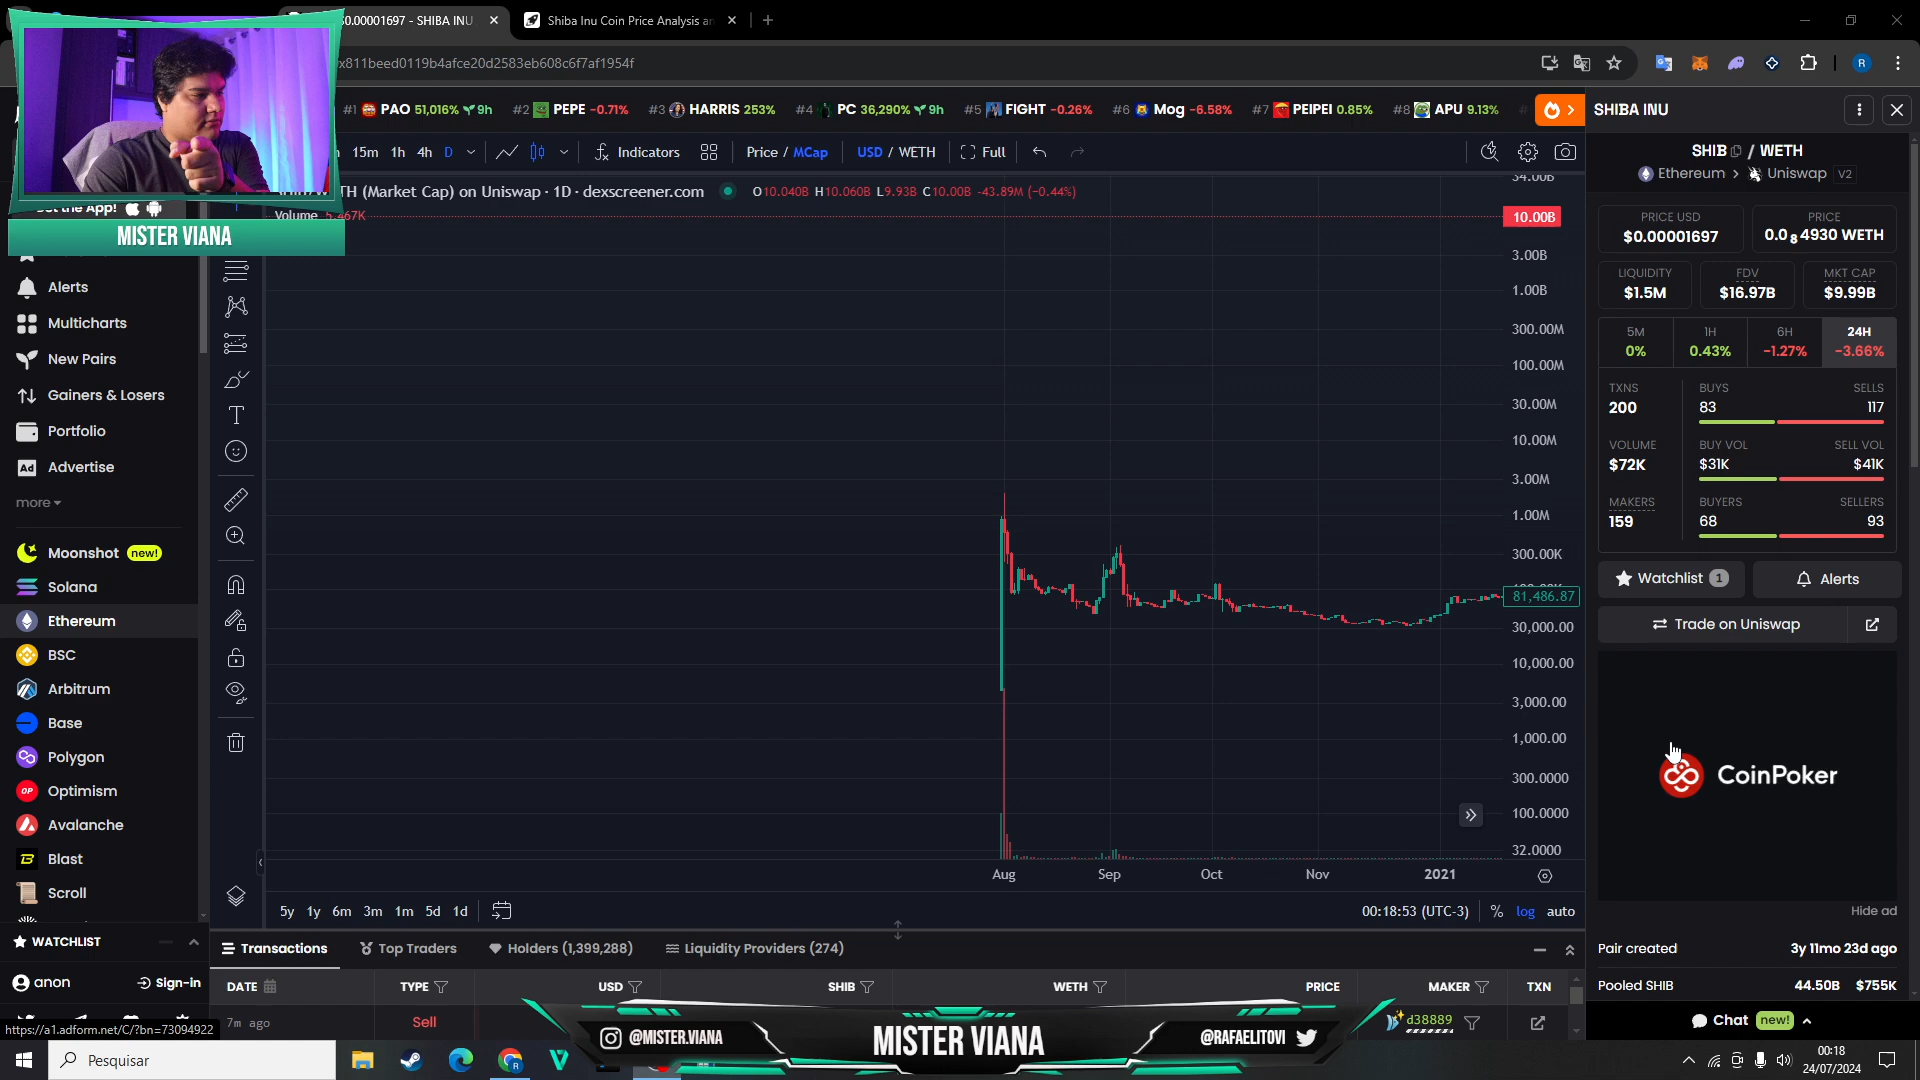 0.00001697 - SHIBA INU
Shiba Inu Coin Price Analysis an
x811beed0119b4afce20d2583eb608c6f7af1954f
R
#1 PAO 51,016% 9h
#2 PEPE -0.71%
#3 HARRIS 253%
#4 PC 36,290% 9h
#5 FIGHT -0.26%
#6 Mog -6.58%
#7 PEIPEI 0.85%
#8 APU 9.13%
SHIBA INU
15m 1h 4h D
Indicators
Price / MCap
USD / WETH
Full
TH (Market Cap) on Uniswap · 1D · dexscreener.com
O10.040B H10.060B L9.93B C10.00B -43.89M (-0.44%)
Volume 5.467K
MISTER VIANA
Get the App!
Alerts
Multicharts
New Pairs
Gainers & Losers
Portfolio
Ad Advertise
more
Moonshot new!
Solana
Ethereum
BSC
Arbitrum
Base
Polygon
OP Optimism
Avalanche
Blast
Scroll
WATCHLIST
anon
Sign-in
https://a1.adform.net/C/?bn=73094922
34.00B
10.00B
3.00B
1.00B
300.00M
100.00M
30.00M
10.00M
3.00M
1.00M
300.00K
81,486.87
30,000.00
10,000.00
3,000.00
1,000.00
300.0000
100.0000
32.0000
Aug Sep Oct Nov 2021
5y 1y 6m 3m 1m 5d 1d
00:18:53 (UTC-3)
% log auto
Transactions
Top Traders
Holders (1,399,288)
Liquidity Providers (274)
DATE TYPE USD SHIB WETH PRICE MAKER TXN
7m ago Sell d38889
@MISTER.VIANA
MISTER VIANA
@RAFAELITOVI
SHIB / WETH
Ethereum > Uniswap V2
PRICE USD
$0.00001697
PRICE
0.0₈4930 WETH
LIQUIDITY
$1.5M
FDV
$16.97B
MKT CAP
$9.99B
5M 1H 6H 24H
0% 0.43% -1.27% -3.66%
TXNS BUYS SELLS
200 83 117
VOLUME BUY VOL SELL VOL
$72K $31K $41K
MAKERS BUYERS SELLERS
159 68 93
Watchlist 1
Alerts
Trade on Uniswap
CoinPoker
Hide ad
Pair created 3y 11mo 23d ago
Pooled SHIB 44.50B $755K
Chat new!
Pesquisar
00:18
24/07/2024